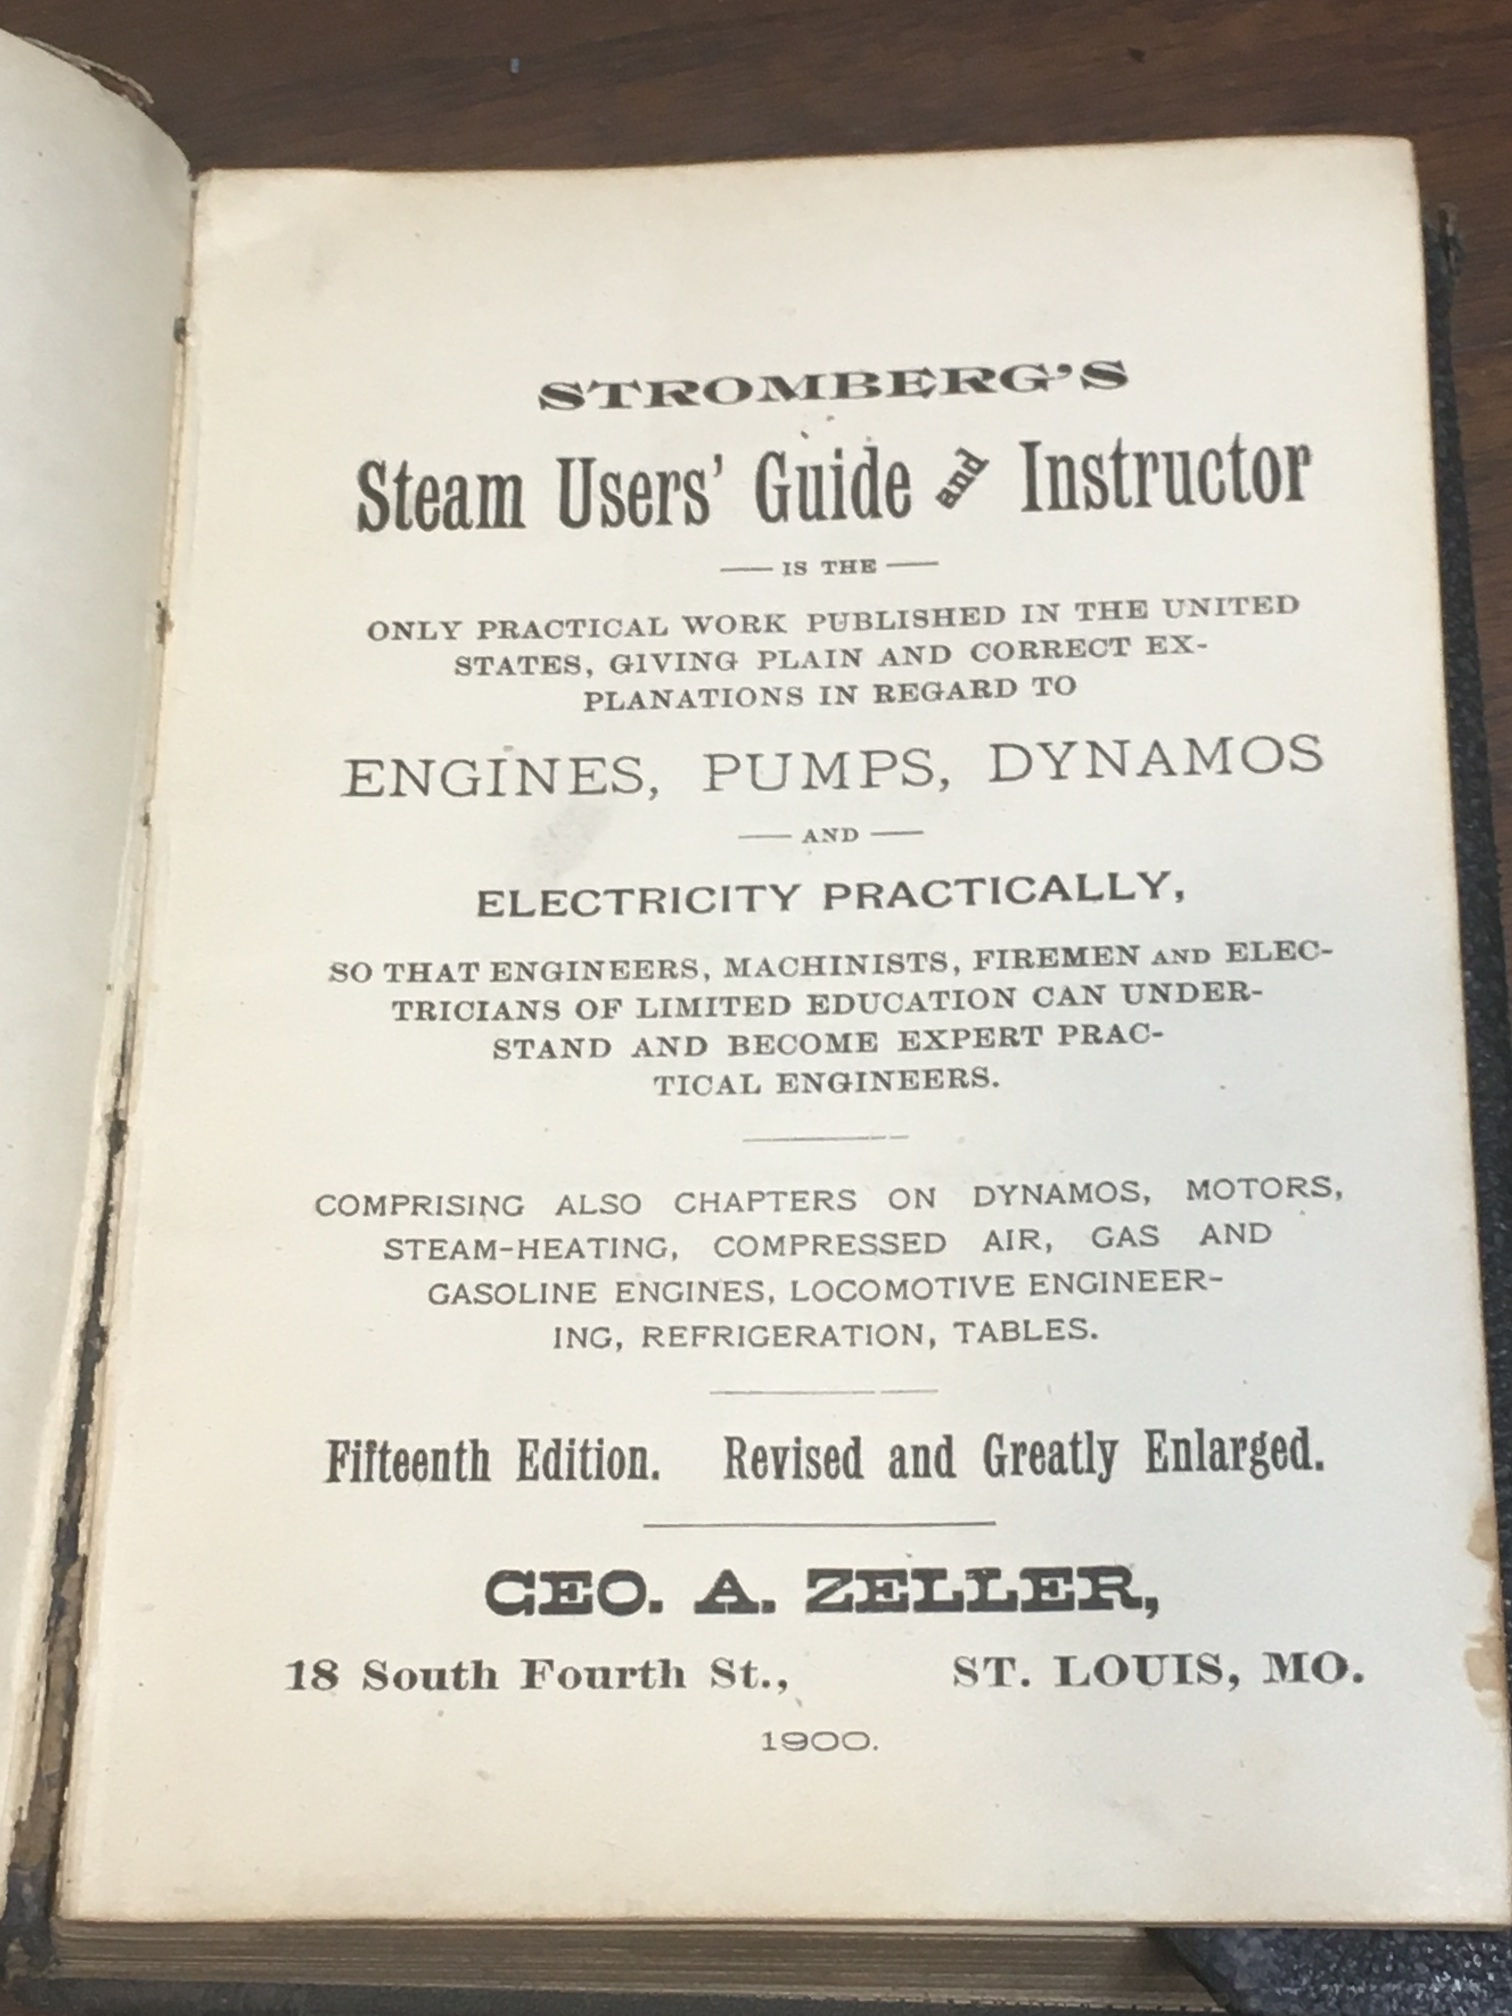 STROMBERG'S
Steam Users' Guide and Instructor
IS THE
ONLY PRACTICAL WORK PUBLISHED IN THE UNITED
STATES, GIVING PLAIN AND CORRECT EX-
PLANATIONS IN REGARD TO
ENGINES, PUMPS, DYNAMOS
AND
ELECTRICITY PRACTICALLY,
SO THAT ENGINEERS, MACHINISTS, FIREMEN AND ELEC-
TRICIANS OF LIMITED EDUCATION CAN UNDER-
STAND AND BECOME EXPERT PRAC-
TICAL ENGINEERS.
COMPRISING ALSO CHAPTERS ON DYNAMOS, MOTORS,
STEAM-HEATING, COMPRESSED AIR, GAS AND
GASOLINE ENGINES, LOCOMOTIVE ENGINEER-
ING, REFRIGERATION, TABLES.
Fifteenth Edition. Revised and Greatly Enlarged.
GEO. A. ZELLER,
18 South Fourth St., ST. LOUIS, MO.
1900.